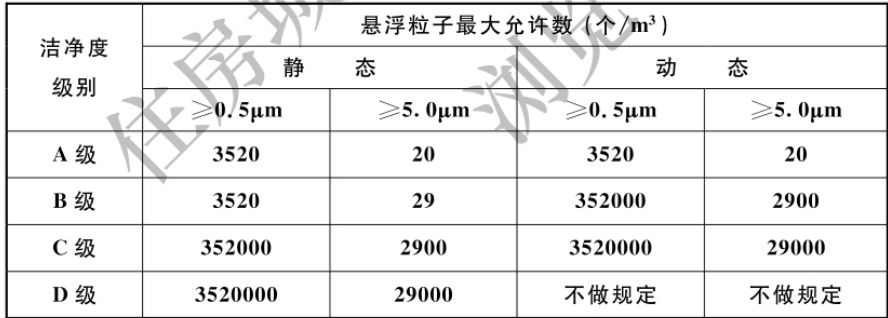 洁净度
级别
悬浮粒子最大允许数（个/m³）
静 态 动 态
≥0.5μm ≥5.0μm ≥0.5μm ≥5.0μm
A 级 3520 20 3520 20
B 级 3520 29 352000 2900
C 级 352000 2900 3520000 29000
D 级 3520000 29000 不做规定 不做规定
住房城
浏览